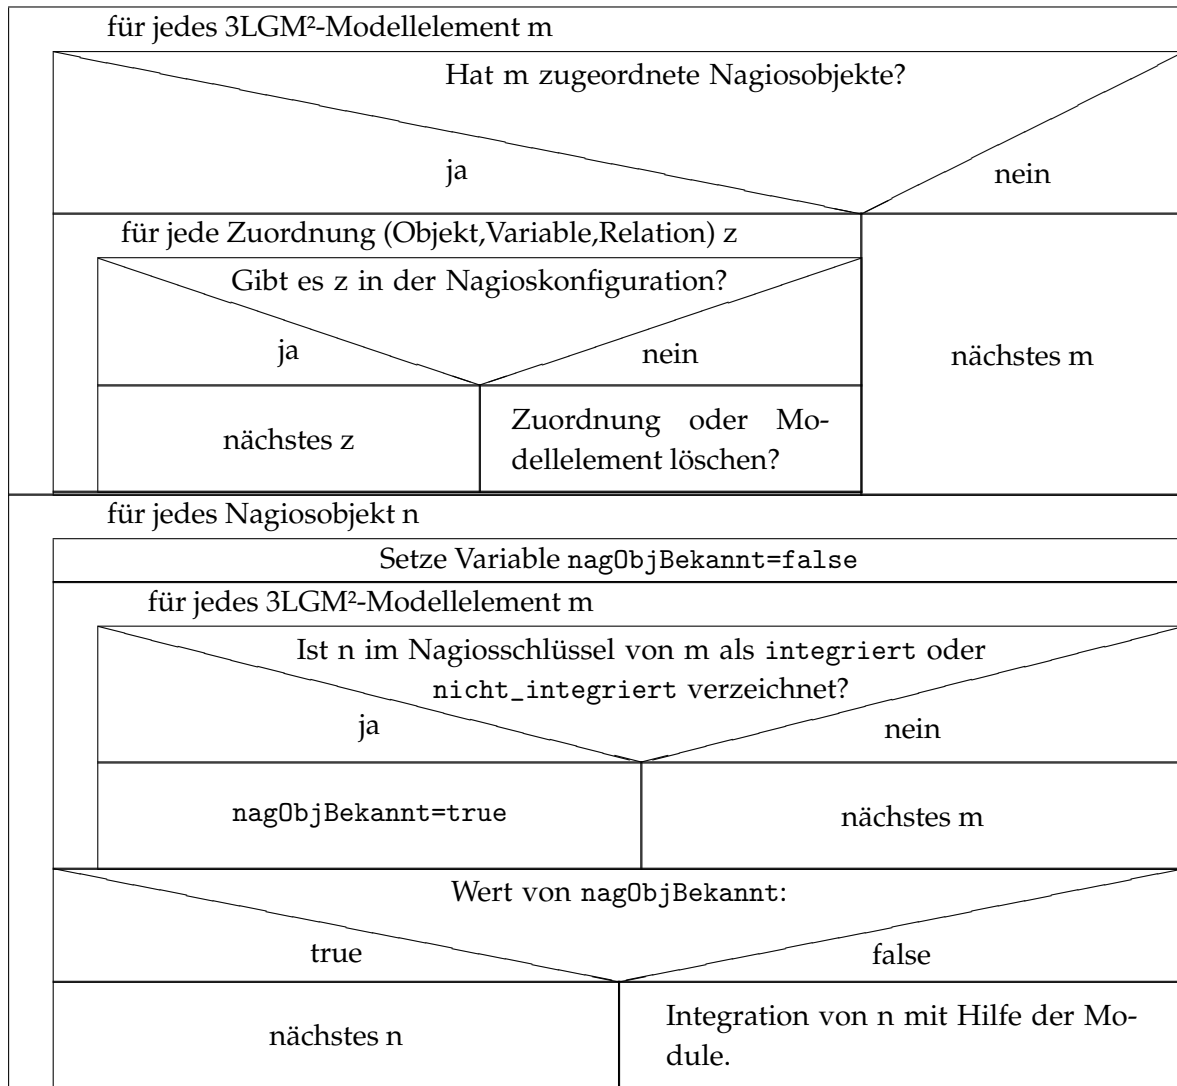 für jedes 3LGM²-Modellelement m
Hat m zugeordnete Nagiosobjekte?
ja
nein
für jede Zuordnung (Objekt,Variable,Relation) z
Gibt es z in der Nagioskonfiguration?
ja
nein
nächstes m
nächstes z
Zuordnung oder Mo-
dellelement löschen?
für jedes Nagiosobjekt n
Setze Variable nagObjBekannt=false
für jedes 3LGM²-Modellelement m
Ist n im Nagiosschlüssel von m als integriert oder
nicht_integriert verzeichnet?
ja
nein
nagObjBekannt=true
nächstes m
Wert von nagObjBekannt:
true
false
nächstes n
Integration von n mit Hilfe der Mo-
dule.